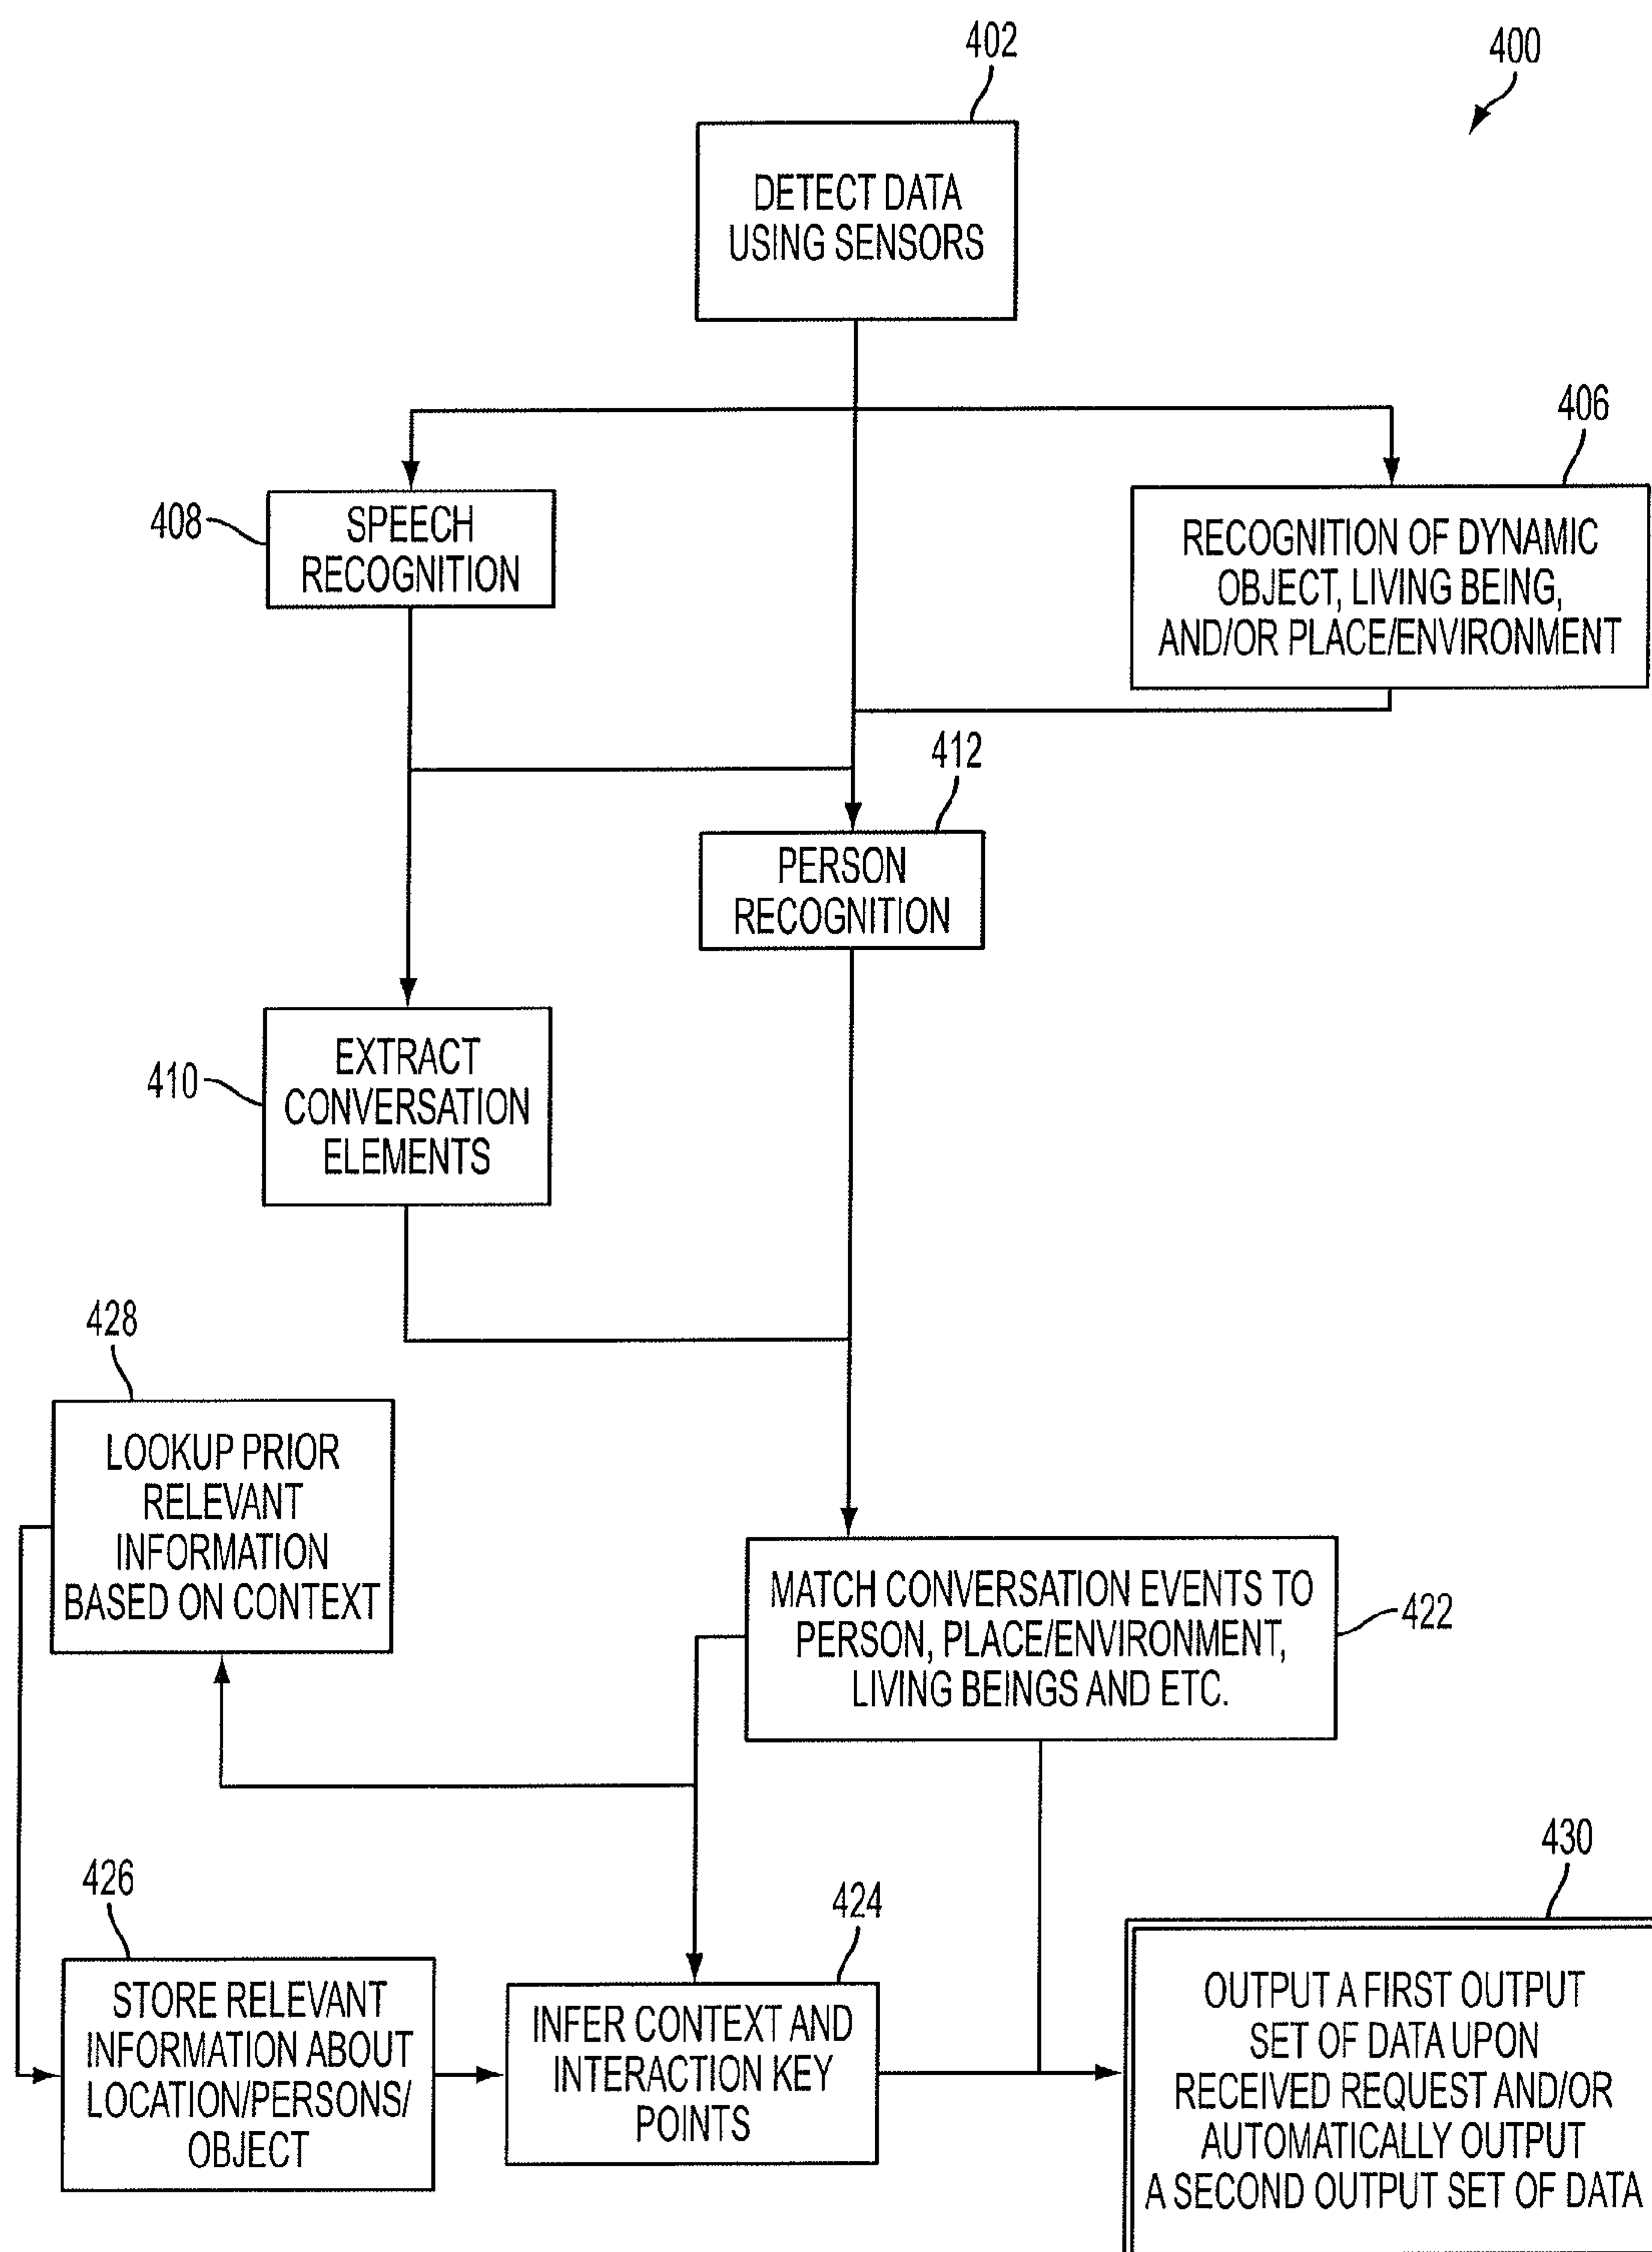 402
400
DETECT DATA
USING SENSORS
406
408
SPEECH
RECOGNITION
RECOGNITION OF DYNAMIC
OBJECT, LIVING BEING,
AND/OR PLACE/ENVIRONMENT
412
PERSON
RECOGNITION
410
EXTRACT
CONVERSATION
ELEMENTS
428
LOOKUP PRIOR
RELEVANT
INFORMATION
BASED ON CONTEXT
MATCH CONVERSATION EVENTS TO
PERSON, PLACE/ENVIRONMENT,
LIVING BEINGS AND ETC.
422
426
STORE RELEVANT
INFORMATION ABOUT
LOCATION/PERSONS/
OBJECT
424
INFER CONTEXT AND
INTERACTION KEY
POINTS
430
OUTPUT A FIRST OUTPUT
SET OF DATA UPON
RECEIVED REQUEST AND/OR
AUTOMATICALLY OUTPUT
A SECOND OUTPUT SET OF DATA